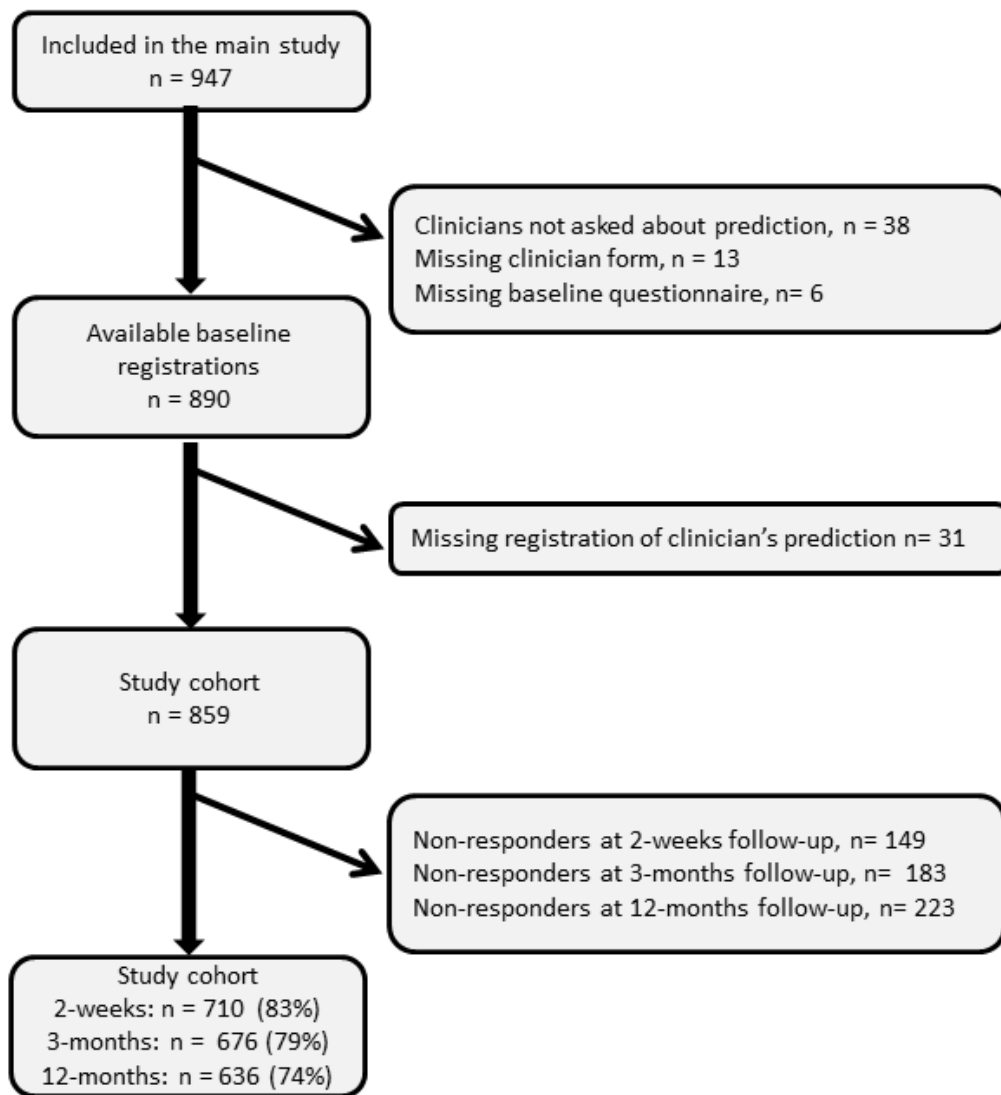 Included in the main study
n = 947
Clinicians not asked about prediction, n = 38
Missing clinician form, n = 13
Missing baseline questionnaire, n= 6
Available baseline
registrations
n = 890
Missing registration of clinician’s prediction n= 31
Study cohort
n = 859
Non-responders at 2-weeks follow-up, n= 149
Non-responders at 3-months follow-up, n=  183
Non-responders at 12-months follow-up, n= 223
Study cohort
2-weeks: n = 710  (83%)
3-months: n =  676 (79%)
12-months: n = 636 (74%)